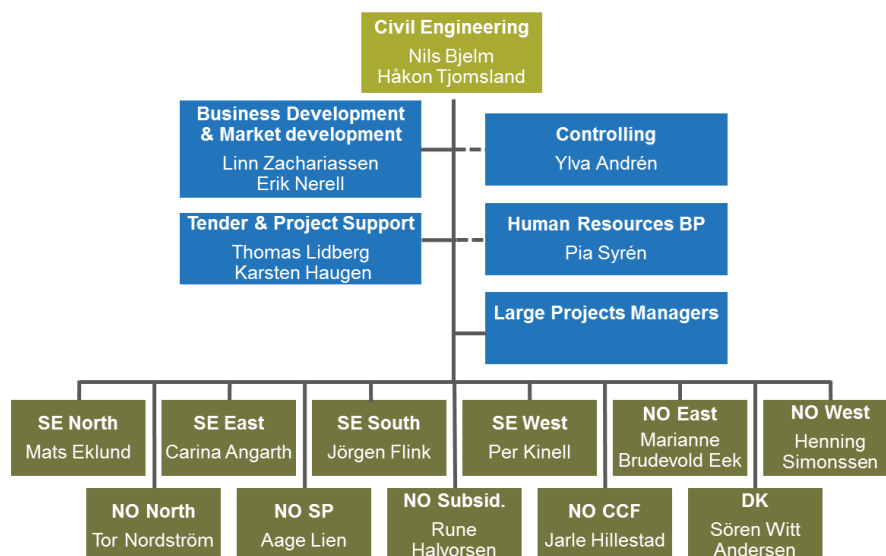 Civil Engineering
Nils Bjelm
Håkon Tjomsland
Business Development
& Market development
Linn Zachariassen
Erik Nerell
Controlling
Ylva Andrén
Tender & Project Support
Thomas Lidberg
Karsten Haugen
Human Resources BP
Pia Syrén
Large Projects Managers
SE North
Mats Eklund
SE East
Carina Angarth
SE South
Jörgen Flink
SE West
Per Kinell
NO East
Marianne
Brudevold Eek
NO West
Henning
Simonssen
NO North
Tor Nordström
NO SP
Aage Lien
NO Subsid.
Rune
Halvorsen
NO CCF
Jarle Hillestad
DK
Sören Witt
Andersen